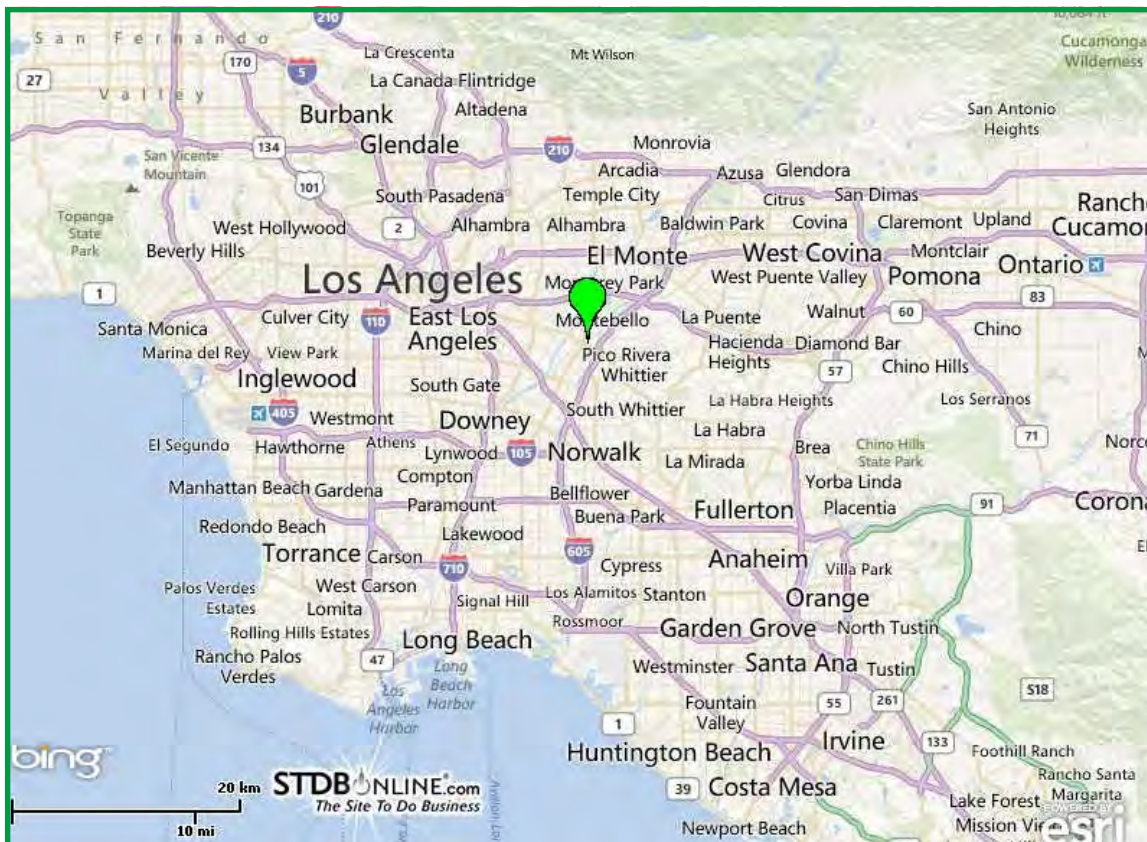 210
10,064 ft
San Fernando
Valley
La Crescenta
Mt Wilson
Cucamonga
Wilderness
27
170
5
La Canada Flintridge
Burbank
Altadena
San Antonio
Heights
134
Glendale
210
Monrovia
San Vicente
Mountain
101
Arcadia
Azusa
Glendora
South Pasadena
Temple City
Citrus
San Dimas
Topanga
State
Park
West Hollywood
2
Alhambra
Alhambra
Baldwin Park
Covina
Claremont
Upland
Rancho
Cucamon
Beverly Hills
El Monte
West Covina
Montclair
Los Angeles
West Puente Valley
Pomona
Ontario
1
Monterey Park
83
Santa Monica
Culver City
110
East Los
Angeles
Montebello
La Puente
Walnut
60
Chino
Marina del Rey
View Park
Pico Rivera
Hacienda
Heights
Diamond Bar
Inglewood
South Gate
Whittier
57
Chino Hills
405
Westmont
Downey
South Whittier
La Habra Heights
Los Serranos
El Segundo
Hawthorne
Athens
Lynwood
105
Norwalk
La Habra
La Mirada
Brea
Chino Hills
State Park
71
Norco
Compton
Manhattan Beach
Gardena
Paramount
Bellflower
Fullerton
Yorba Linda
Placentia
91
Corona
Redondo Beach
Lakewood
Buena Park
Torrance
Carson
710
605
Cypress
Anaheim
Villa Park
El
Palos Verdes
Estates
West Carson
Signal Hill
Los Alamitos
Stanton
Orange
Lomita
Rossmoor
Rolling Hills Estates
Long Beach
Garden Grove
North Tustin
Rancho Palos
Verdes
47
Long
Beach
Harbor
Westminster
Santa Ana
Tustin
Los
Angeles
Harbor
Fountain
Valley
55
261
S18
1
Huntington Beach
Irvine
133
Foothill Ranch
bing
STDBONLINE.com
The Site To Do Business
39
Costa Mesa
Rancho Santa
Margarita
20 km
10 mi
Lake Forest
Newport Beach
Mission Viejo
POWERED BY
esri